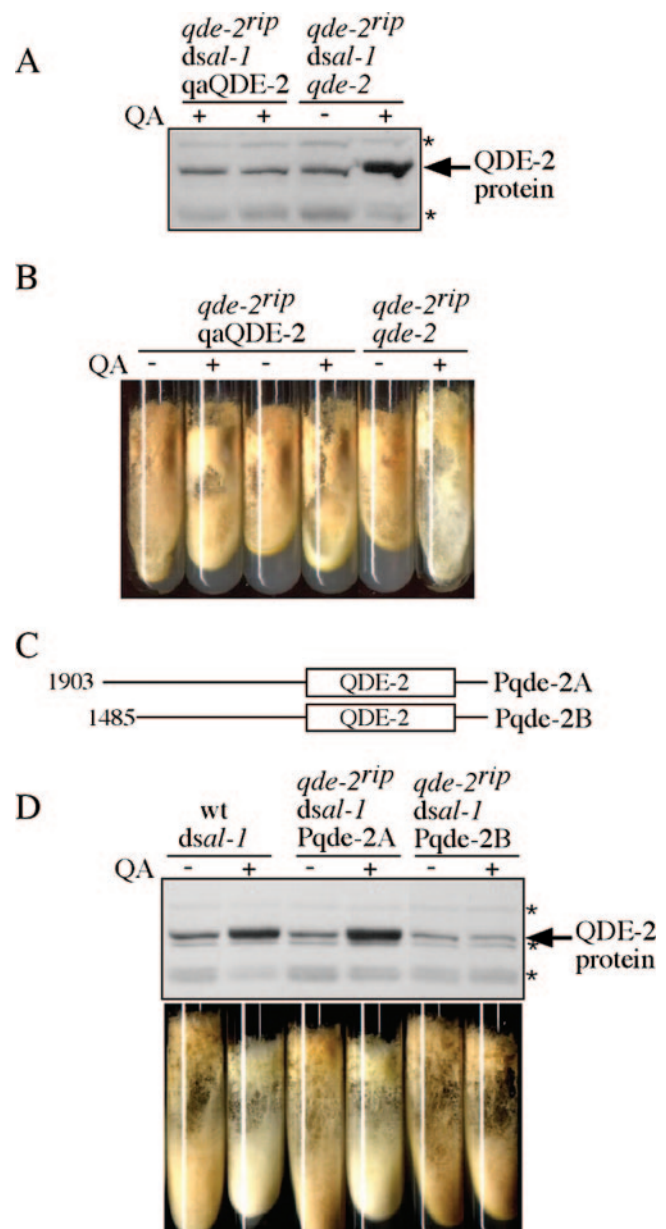 A
qde-2rip
dsal-1
qaQDE-2
qde-2rip
dsal-1
qde-2
QA + + - +
*
QDE-2
protein
*
B
qde-2rip
qaQDE-2
qde-2rip
qde-2
QA - + - + - +
C
1903 QDE-2 Pqde-2A
1485 QDE-2 Pqde-2B
D
wt
dsal-1
qde-2rip
dsal-1
Pqde-2A
qde-2rip
dsal-1
Pqde-2B
QA - + - + - +
*
QDE-2
*
protein
*